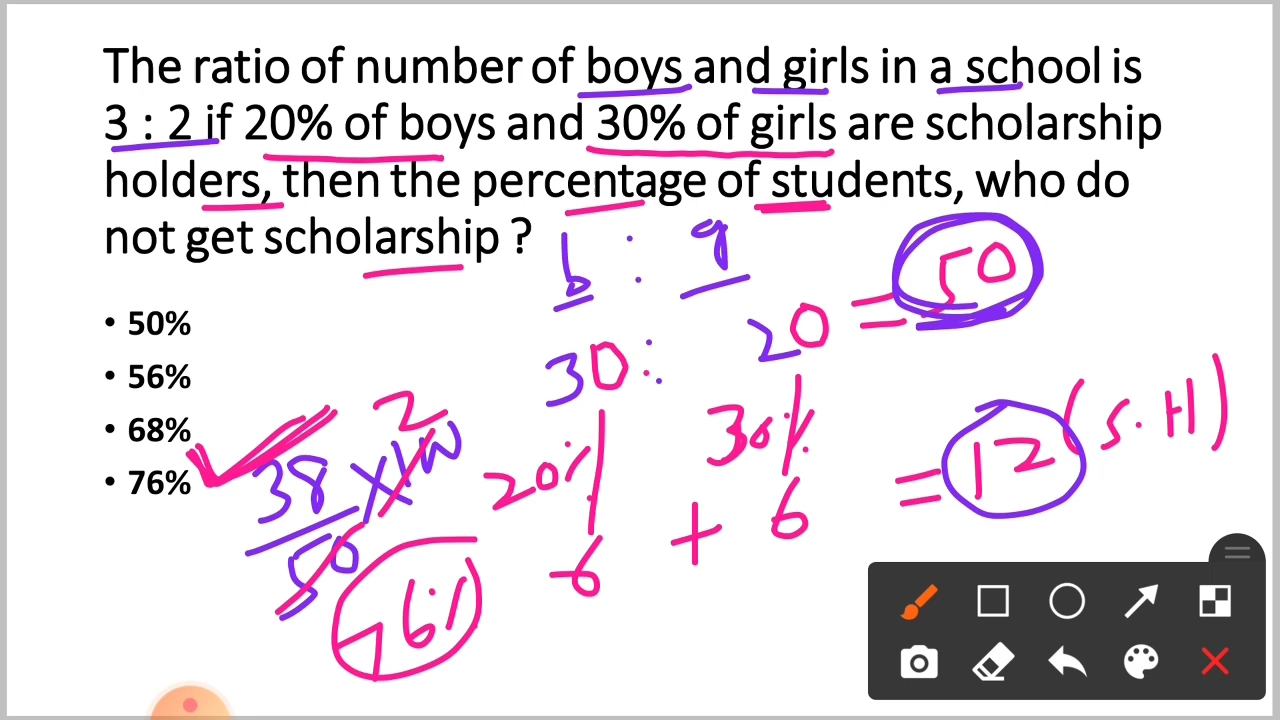 The ratio of number of boys and girls in a school is
3 : 2 if 20% of boys and 30% of girls are scholarship
holders, then the percentage of students, who do
not get scholarship ?
b : g
30 : 20 = 50
• 50%
• 56%
• 68%
• 76%
20% 30%
6 + 6 = 12 (S.H)
2
38 X 100
50
76%